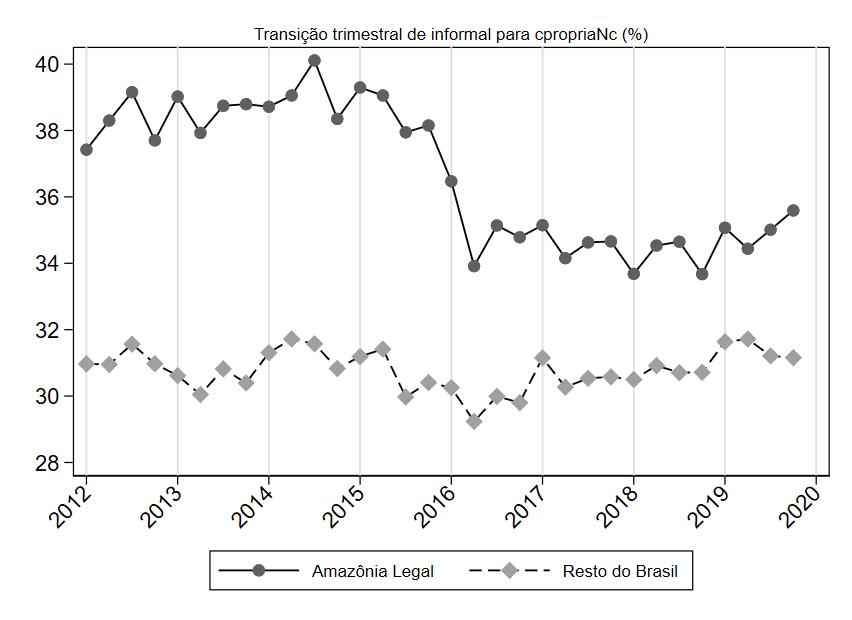 Transição trimestral de informal para cpropriaNc (%)
40
38
36
34
32
30
28
2012 2013 2014 2015 2016 2017 2018 2019 2020
Amazônia Legal Resto do Brasil